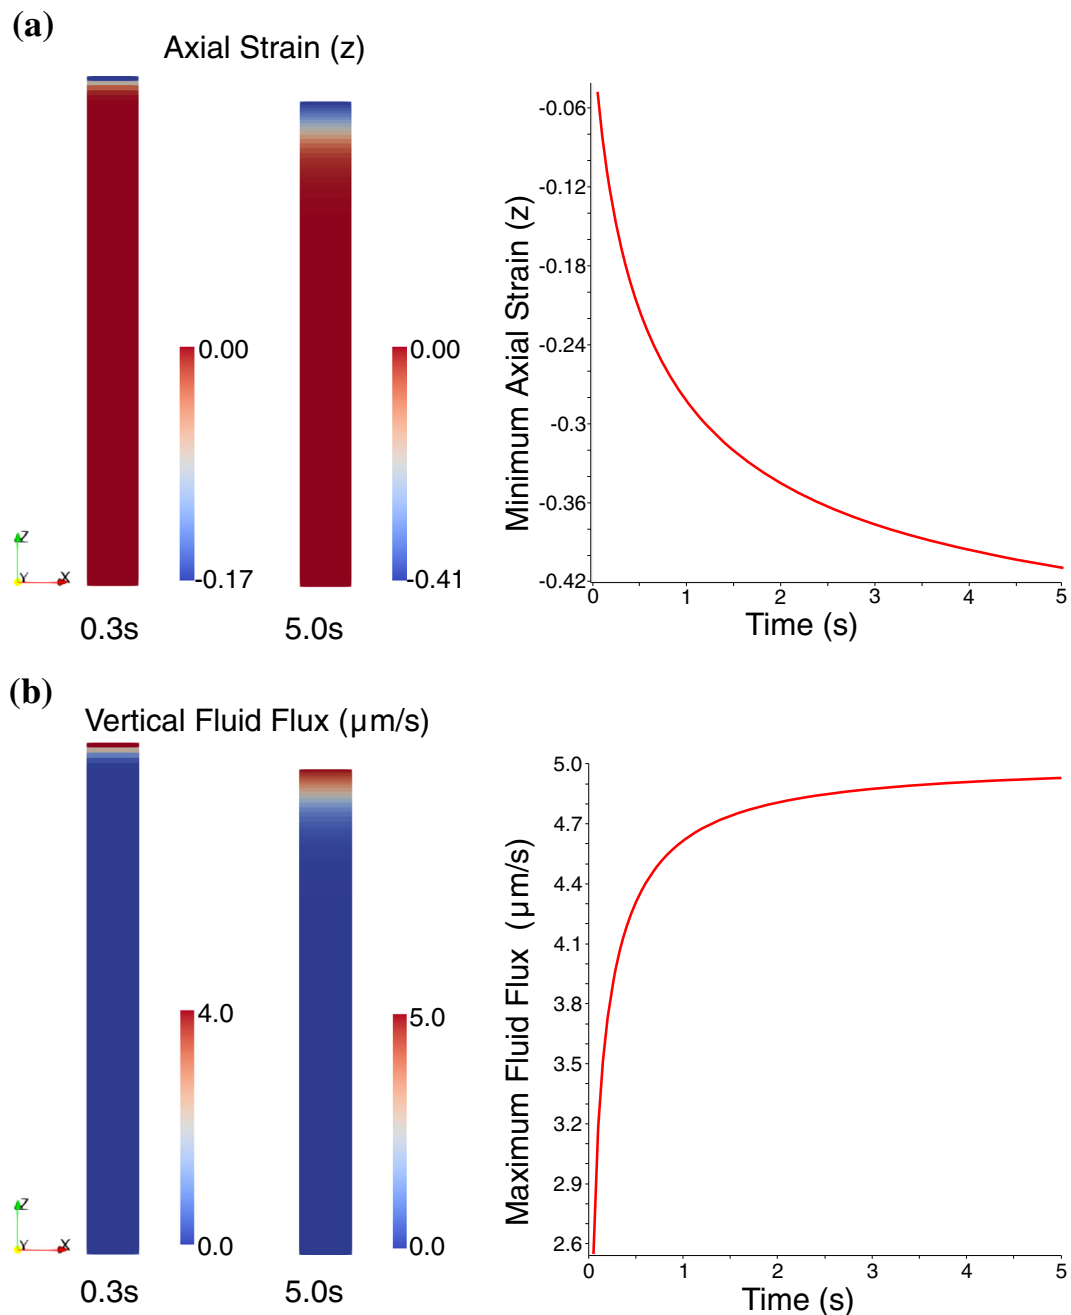 (a)
Axial Strain (z)
0.00
-0.17
0.00
-0.41
Z
Y
X
0.3s
5.0s
Minimum Axial Strain (z)
-0.06
-0.12
-0.18
-0.24
-0.3
-0.36
-0.42
0 1 2 3 4 5
Time (s)
(b)
Vertical Fluid Flux (μm/s)
4.0
0.0
5.0
0.0
Z
Y
X
0.3s
5.0s
Maximum Fluid Flux (μm/s)
5.0
4.7
4.4
4.1
3.8
3.5
3.2
2.9
2.6
0 1 2 3 4 5
Time (s)